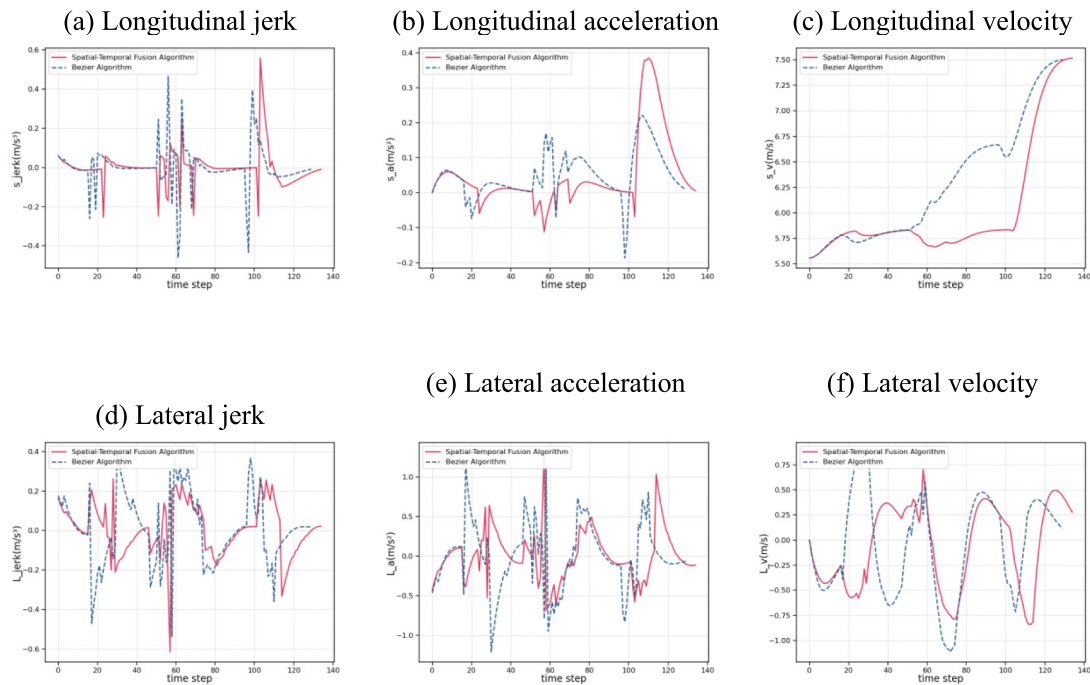 (a) Longitudinal jerk
(b) Longitudinal acceleration
(c) Longitudinal velocity
Spatial-Temporal Fusion Algorithm
Bezier Algorithm
s_jerk(m/s³)
0.6
0.4
0.2
0.0
−0.2
−0.4
0 20 40 60 80 100 120 140
time step
Spatial-Temporal Fusion Algorithm
Bezier Algorithm
s_a(m/s²)
0.4
0.3
0.2
0.1
0.0
−0.1
−0.2
0 20 40 60 80 100 120 140
time step
Spatial-Temporal Fusion Algorithm
Bezier Algorithm
s_v(m/s)
7.50
7.25
7.00
6.75
6.50
6.25
6.00
5.75
5.50
0 20 40 60 80 100 120 140
time step
(d) Lateral jerk
(e) Lateral acceleration
(f) Lateral velocity
Spatial-Temporal Fusion Algorithm
Bezier Algorithm
L_jerk(m/s³)
0.4
0.2
0.0
−0.2
−0.4
−0.6
0 20 40 60 80 100 120 140
time step
Spatial-Temporal Fusion Algorithm
Bezier Algorithm
L_a(m/s²)
1.0
0.5
0.0
−0.5
−1.0
0 20 40 60 80 100 120 140
time step
Spatial-Temporal Fusion Algorithm
Bezier Algorithm
L_v(m/s)
0.75
0.50
0.25
0.00
−0.25
−0.50
−0.75
−1.00
0 20 40 60 80 100 120 140
time step